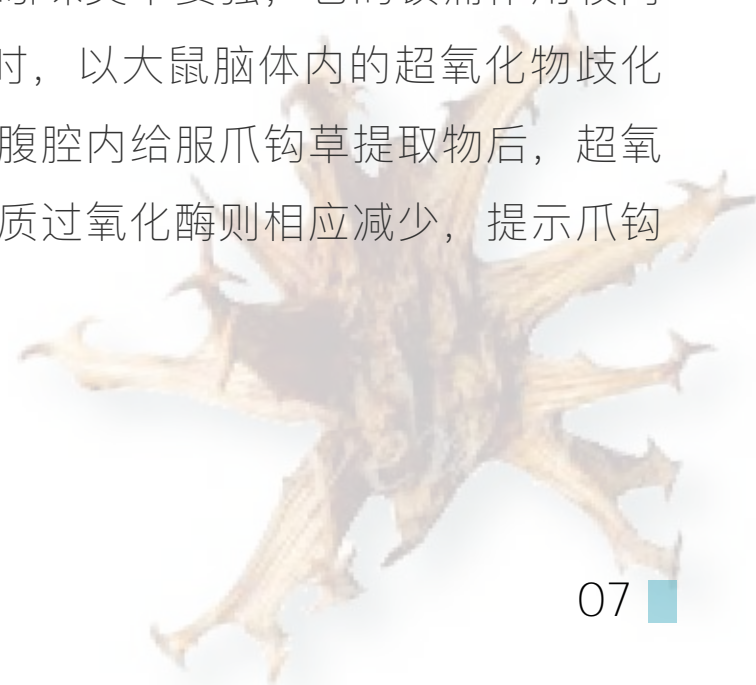 时，以大鼠脑体内的超氧化物歧化
腹腔内给服爪钩草提取物后，超氧
质过氧化酶则相应减少，提示爪钩
07